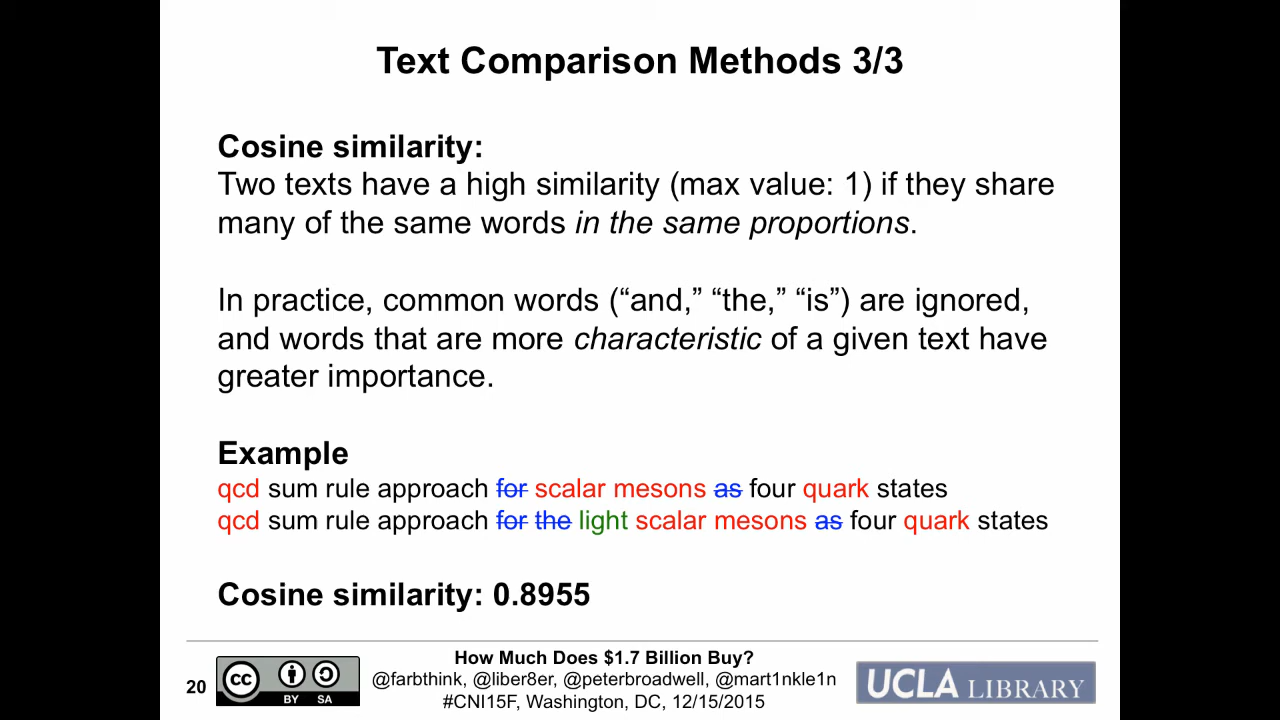 Text Comparison Methods 3/3
Cosine similarity:
Two texts have a high similarity (max value: 1) if they share
many of the same words in the same proportions.
In practice, common words (“and,” “the,” “is”) are ignored,
and words that are more characteristic of a given text have
greater importance.
Example
qcd sum rule approach for scalar mesons as four quark states
qcd sum rule approach for the light scalar mesons as four quark states
Cosine similarity: 0.8955
How Much Does $1.7 Billion Buy?
@farbthink, @liber8er, @peterbroadwell, @mart1nkle1n
#CNI15F, Washington, DC, 12/15/2015
20
cc
BY SA
UCLA LIBRARY